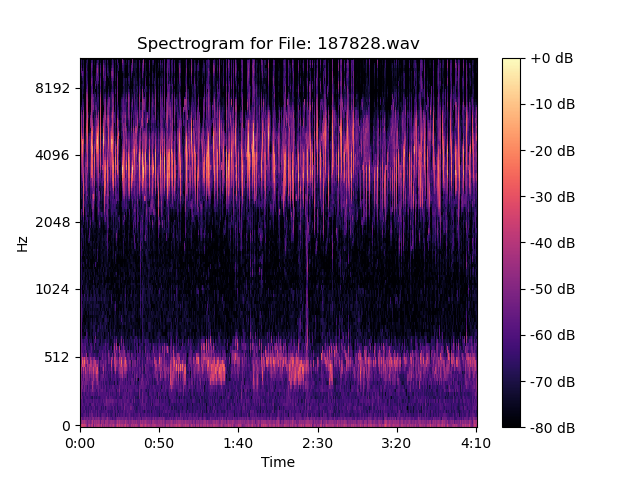 Spectrogram for File: 187828.wav
Hz
8192
4096
2048
1024
512
0
0:00
0:50
1:40
2:30
3:20
4:10
Time
+0 dB
-10 dB
-20 dB
-30 dB
-40 dB
-50 dB
-60 dB
-70 dB
-80 dB